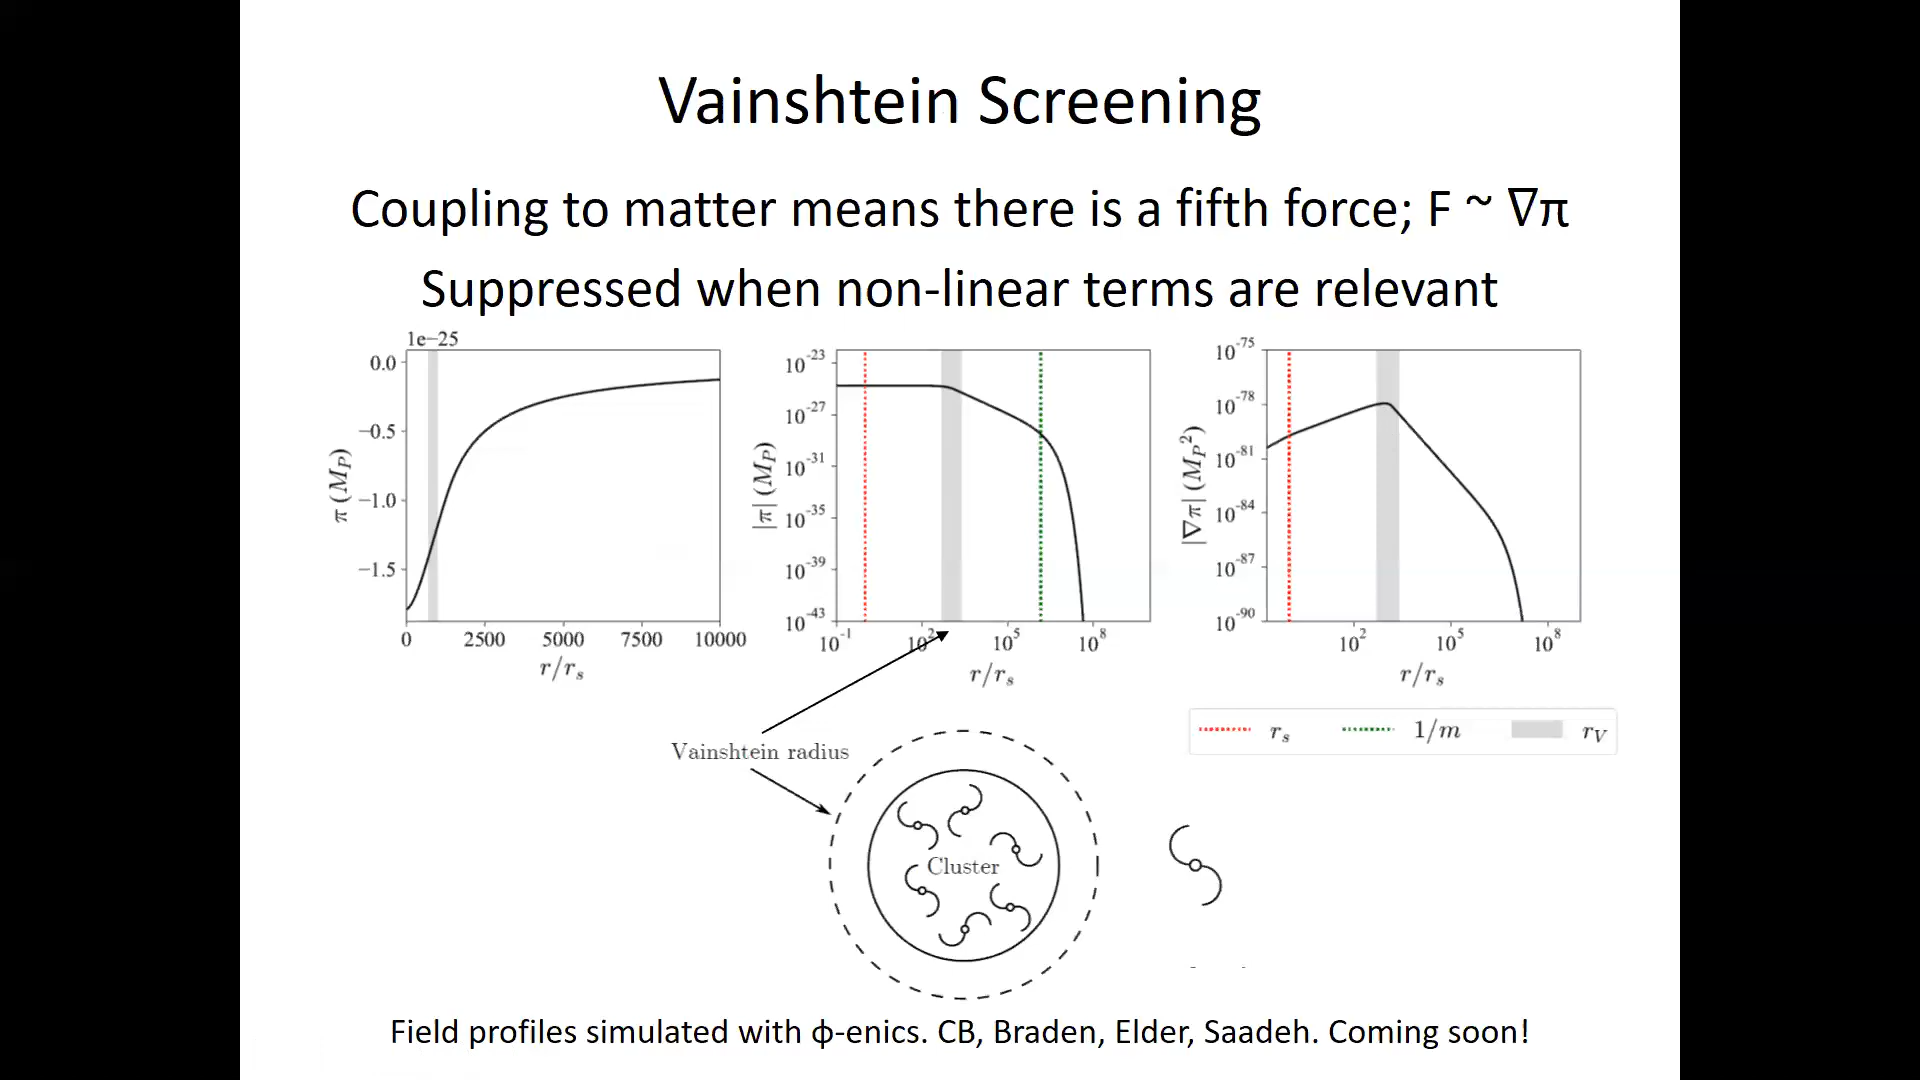 Vainshtein Screening
Coupling to matter means there is a fifth force; F ~ ∇π
Suppressed when non-linear terms are relevant
1e−25
0.0
−0.5
−1.0
−1.5
π (M_P)
0 2500 5000 7500 10000
r/r_s
10^-23
10^-27
10^-31
10^-35
10^-39
10^-43
|π| (M_P)
10^-1 10^2 10^5 10^8
r/r_s
10^-75
10^-78
10^-81
10^-84
10^-87
10^-90
|∇π| (M_P^2)
10^2 10^5 10^8
r/r_s
r_s 1/m r_V
Vainshtein radius
Cluster
Field profiles simulated with ϕ-enics. CB, Braden, Elder, Saadeh. Coming soon!